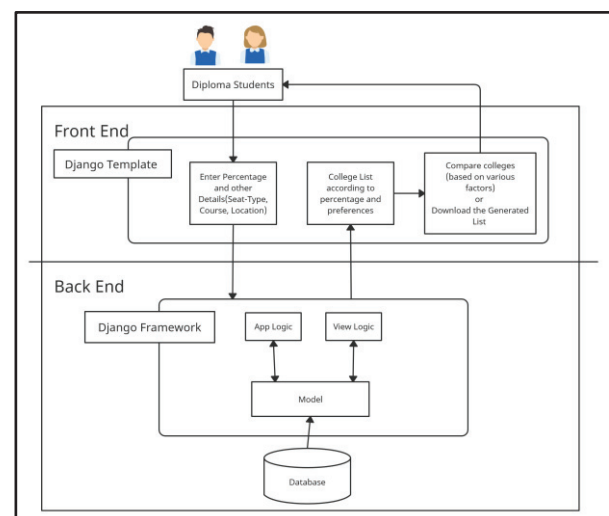 Diploma Students
Front End
Django Template
Enter Percentage
and other
Details(Seat-Type,
Course, Location)
College List
according to
percentage and
preferences
Compare colleges
(based on various
factors)
or
Download the Generated
List
Back End
Django Framework
App Logic
View Logic
Model
Database